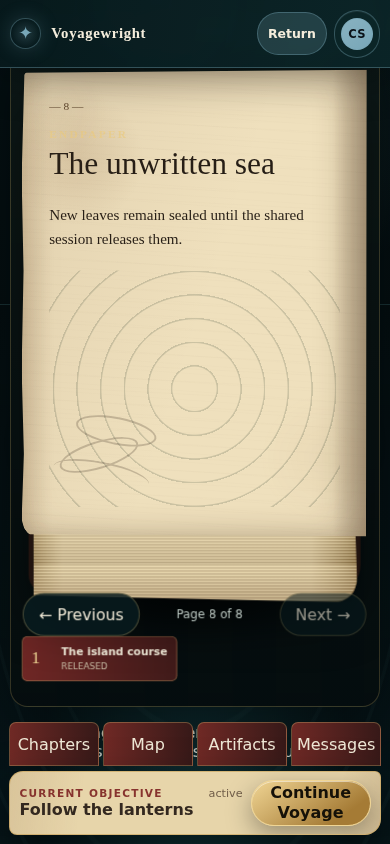 Voyagewright
Return
CS
— 8 —
The unwritten sea
New leaves remain sealed until the shared
session releases them.
← Previous
Page 8 of 8
Next →
1
The island course
RELEASED
Chapters
Map
Artifacts
Messages
CURRENT OBJECTIVE
Follow the lanterns
active
Continue
Voyage